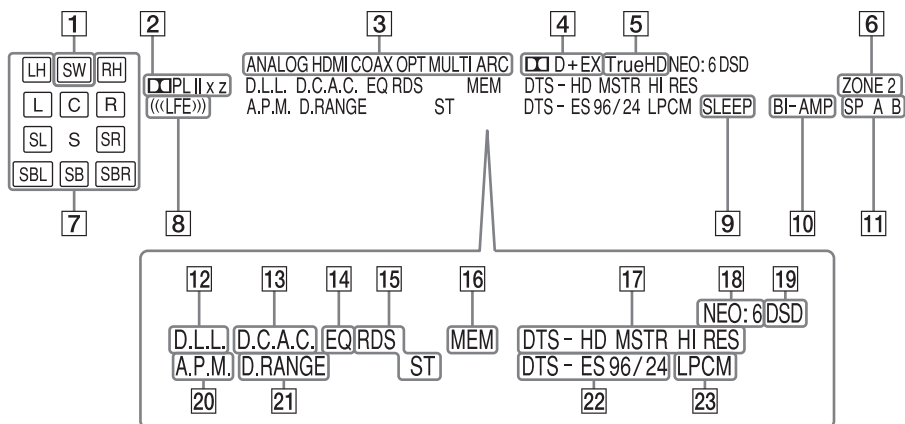 1 2 3 4 5 6
LH SW RH
L C R
SL S SR
SBL SB SBR
PL II x z
(((LFE)))
ANALOG HDMI COAX OPT MULTI ARC
D.L.L. D.C.A.C. EQ RDS MEM
A.P.M. D.RANGE ST
D+EX TrueHD NEO:6 DSD
DTS-HD MSTR HI RES
DTS-ES 96/24 LPCM SLEEP
BI-AMP
ZONE 2
SP A B
7 8 9 10 11
12 13 14 15 16 17 18 19
NEO:6 DSD
D.L.L. D.C.A.C. EQ RDS MEM DTS-HD MSTR HI RES
A.P.M. D.RANGE ST DTS-ES 96/24 LPCM
20 21 22 23